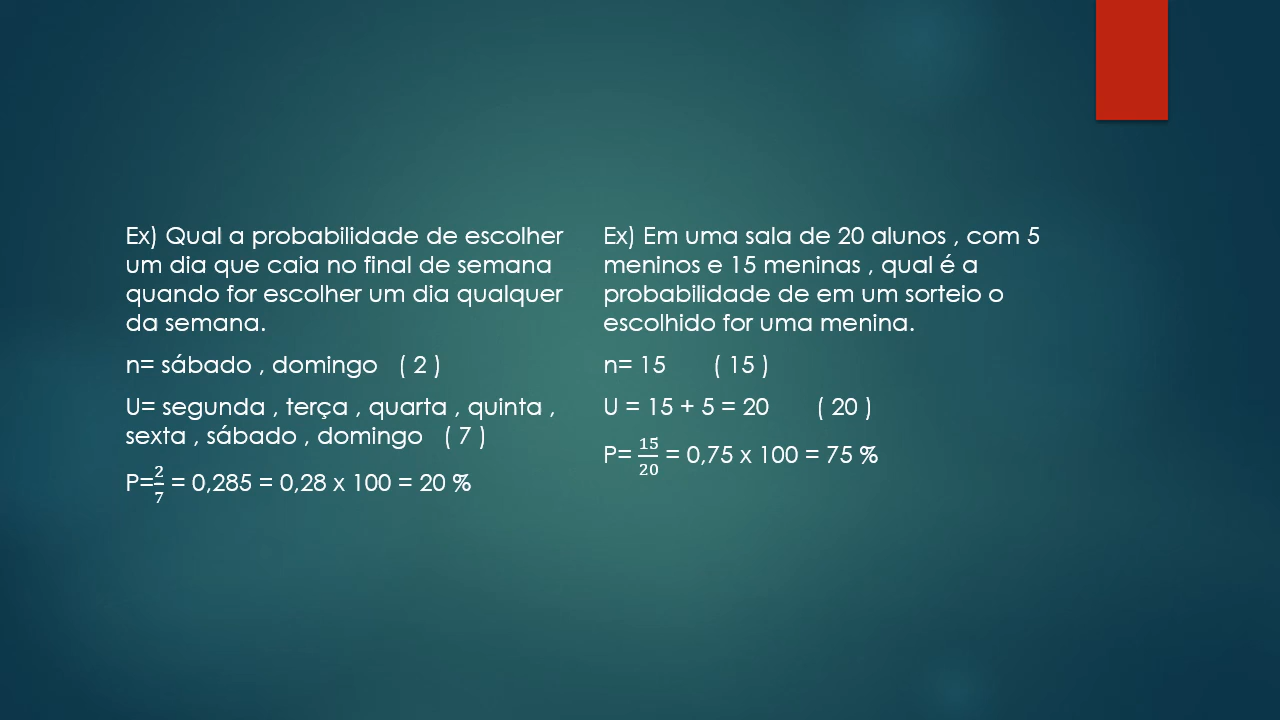 Ex) Qual a probabilidade de escolher
um dia que caia no final de semana
quando for escolher um dia qualquer
da semana.
n= sábado , domingo ( 2 )
U= segunda , terça , quarta , quinta ,
sexta , sábado , domingo ( 7 )
P=2/7 = 0,285 = 0,28 x 100 = 20 %
Ex) Em uma sala de 20 alunos , com 5
meninos e 15 meninas , qual é a
probabilidade de em um sorteio o
escolhido for uma menina.
n= 15 ( 15 )
U = 15 + 5 = 20 ( 20 )
P= 15/20 = 0,75 x 100 = 75 %